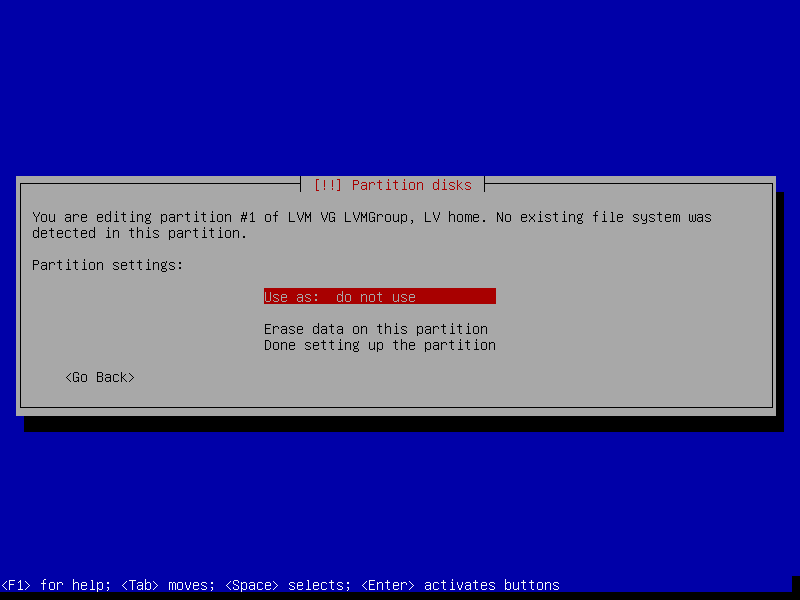 [!!] Partition disks
You are editing partition #1 of LVM VG LVMGroup, LV home. No existing file system was
detected in this partition.
Partition settings:
Use as:  do not use
Erase data on this partition
Done setting up the partition
<Go Back>
<F1> for help; <Tab> moves; <Space> selects; <Enter> activates buttons